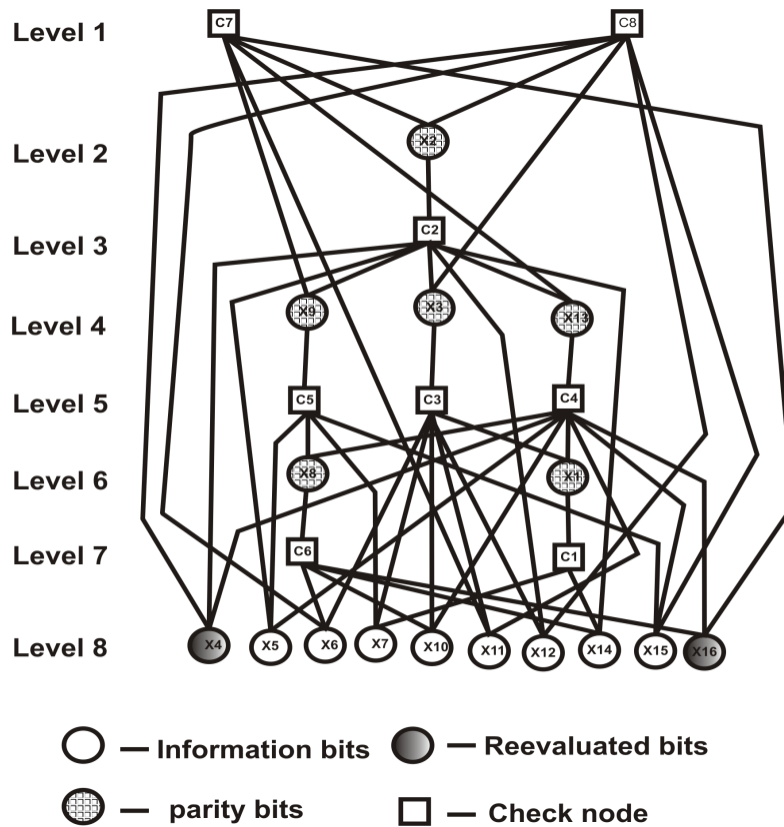 Level 1
C7
C8
Level 2
X2
Level 3
C2
Level 4
X9
X3
X13
Level 5
C5
C3
C4
Level 6
X8
X1
Level 7
C6
C1
Level 8
X4
X5
X6
X7
X10
X11
X12
X14
X15
X16
— Information bits
— Reevaluated bits
— parity bits
— Check node